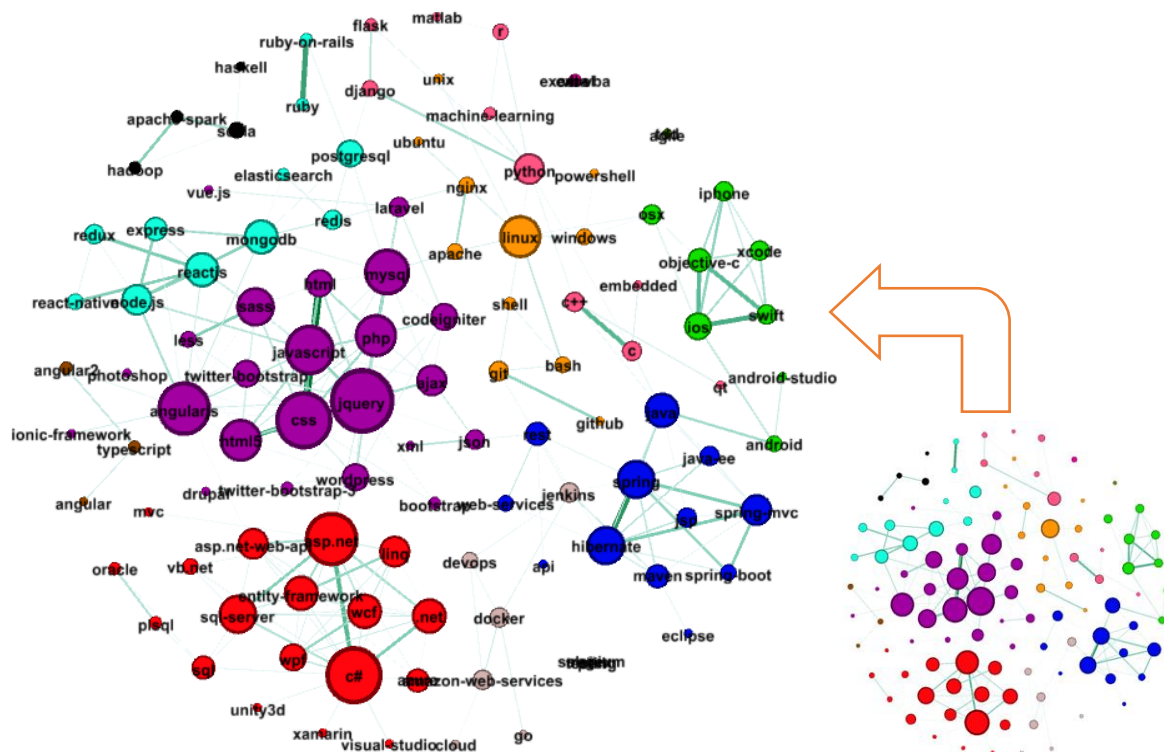 matlab
flask
r
ruby-on-rails
haskell
unix
django
ruby
machine-learning
apache-spark
scala
agile
postgresql
ubuntu
hadoop
elasticsearch
python
powershell
vue.js
nginx
iphone
laravel
redis
osx
redux
express
mongodb
linux
windows
apache
xcode
objective-c
reactjs
mysql
html
embedded
react-native
node.js
sass
shell
c++
swift
codeigniter
ios
php
less
javascript
c
angular2
photoshop
twitter-bootstrap
git
bash
android-studio
ajax
qt
angularjs
css
jquery
java
github
ionic-framework
html5
xml
json
rest
android
typescript
java-ee
wordpress
spring
drupal
twitter-bootstrap-3
jenkins
angular
bootstrap
web-services
mvc
jsp
spring-mvc
asp.net
hibernate
asp.net-web-api
linq
devops
api
oracle
vb.net
maven
spring-boot
entity-framework
sql-server
wcf
.net
docker
plsql
eclipse
wpf
sql
c#
amazon-web-services
unity3d
xamarin
visual-studio
cloud
go